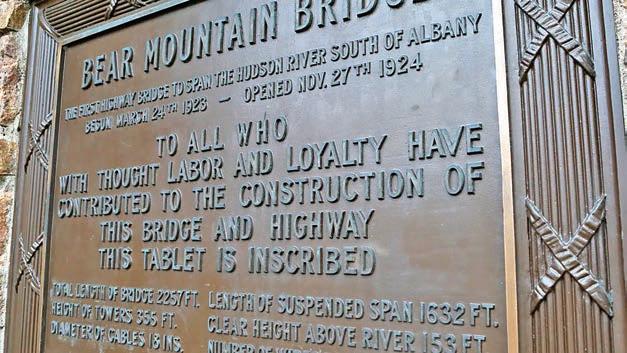 BEAR MOUNTAIN BRIDGE
THE FIRST HIGHWAY BRIDGE TO SPAN THE HUDSON RIVER SOUTH OF ALBANY
BEGUN MARCH 24TH 1923 — OPENED NOV. 27TH 1924
TO ALL WHO
WITH THOUGHT LABOR AND LOYALTY HAVE
CONTRIBUTED TO THE CONSTRUCTION OF
THIS BRIDGE AND HIGHWAY
THIS TABLET IS INSCRIBED
TOTAL LENGTH OF BRIDGE 2257 FT. LENGTH OF SUSPENDED SPAN 1632 FT.
HEIGHT OF TOWERS 355 FT. CLEAR HEIGHT ABOVE RIVER 153 FT.
DIAMETER OF CABLES 18 INS. NUMBER OF